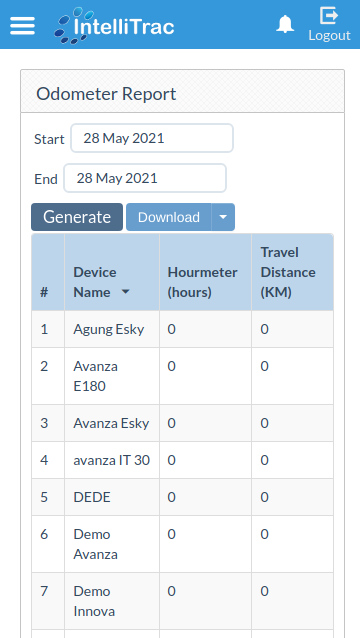 IntelliTrac
Logout
Odometer Report
Start 28 May 2021
End 28 May 2021
Generate Download
# Device Name Hourmeter (hours) Travel Distance (KM)
1 Agung Esky 0 0
2 Avanza E180 0 0
3 Avanza Esky 0 0
4 avanza IT 30 0 0
5 DEDE 0 0
6 Demo Avanza 0 0
7 Demo Innova 0 0